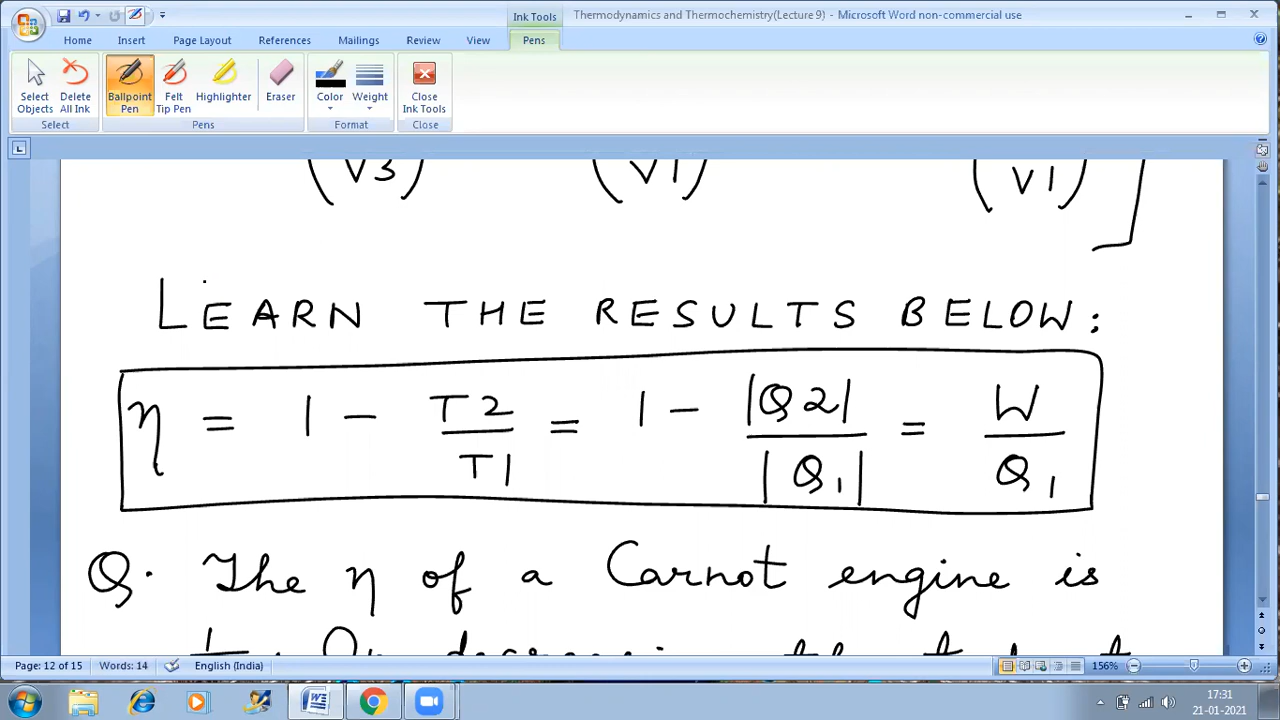 Ink Tools
Thermodynamics and Thermochemistry(Lecture 9) - Microsoft Word non-commercial use
Home Insert Page Layout References Mailings Review View Pens
Select Objects
Delete All Ink
Ballpoint Pen
Felt Tip Pen
Highlighter
Eraser
Color
Weight
Close Ink Tools
Select Pens Format Close
(V3) (V1) (V1)]
LEARN THE RESULTS BELOW:
η = 1 - T2/T1 = 1 - |Q2|/|Q1| = W/Q1
Q. The η of a Carnot engine is
Page: 12 of 15 Words: 14 English (India) 156%
17:31
21-01-2021